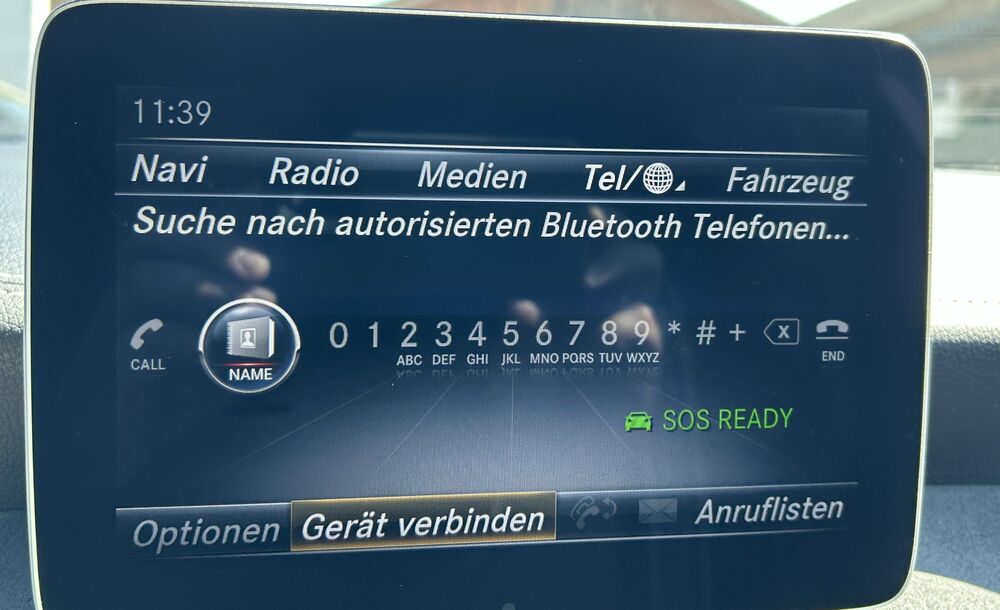 11:39
Navi Radio Medien Tel/ Fahrzeug
Suche nach autorisierten Bluetooth Telefonen...
0 1 2 3 4 5 6 7 8 9 * # + X
ABC DEF GHI JKL MNO PQRS TUV WXYZ
CALL NAME END
SOS READY
Optionen Gerät verbinden Anruflisten